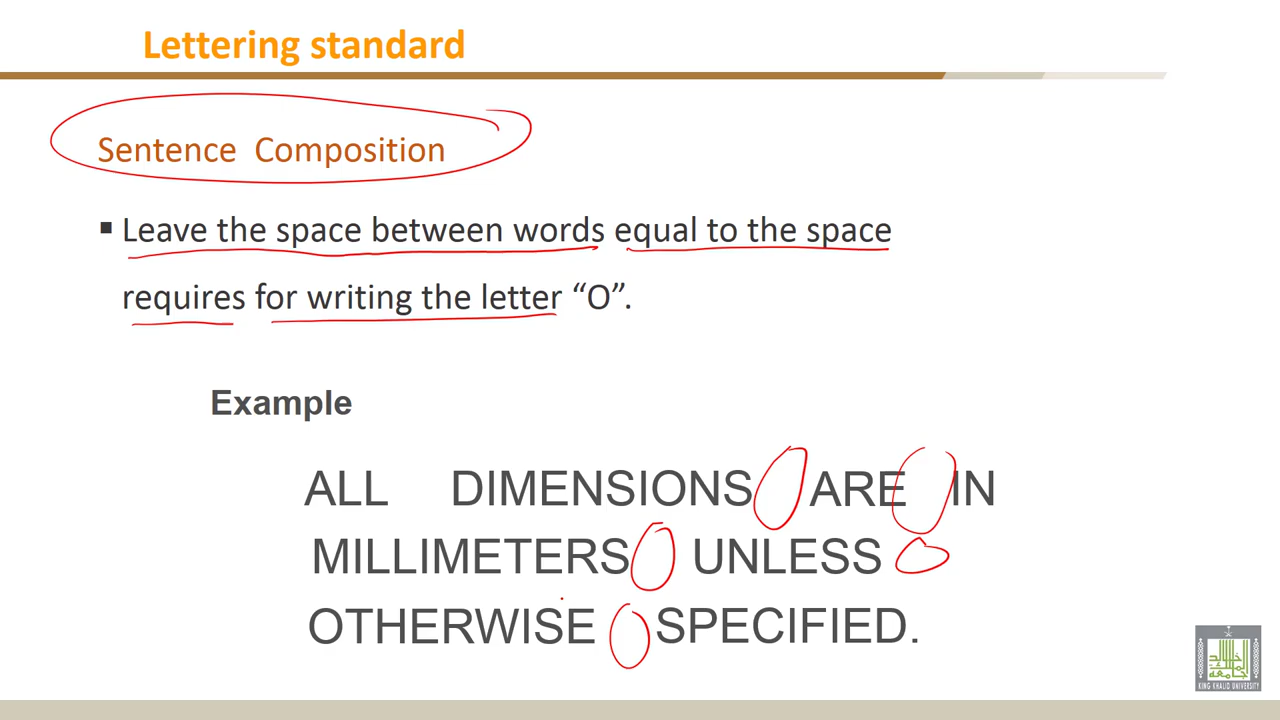 Lettering standard
Sentence Composition
▪ Leave the space between words equal to the space
requires for writing the letter “O”.
Example
ALL DIMENSIONS ARE IN
MILLIMETERS UNLESS
OTHERWISE SPECIFIED.
KING KHALID UNIVERSITY